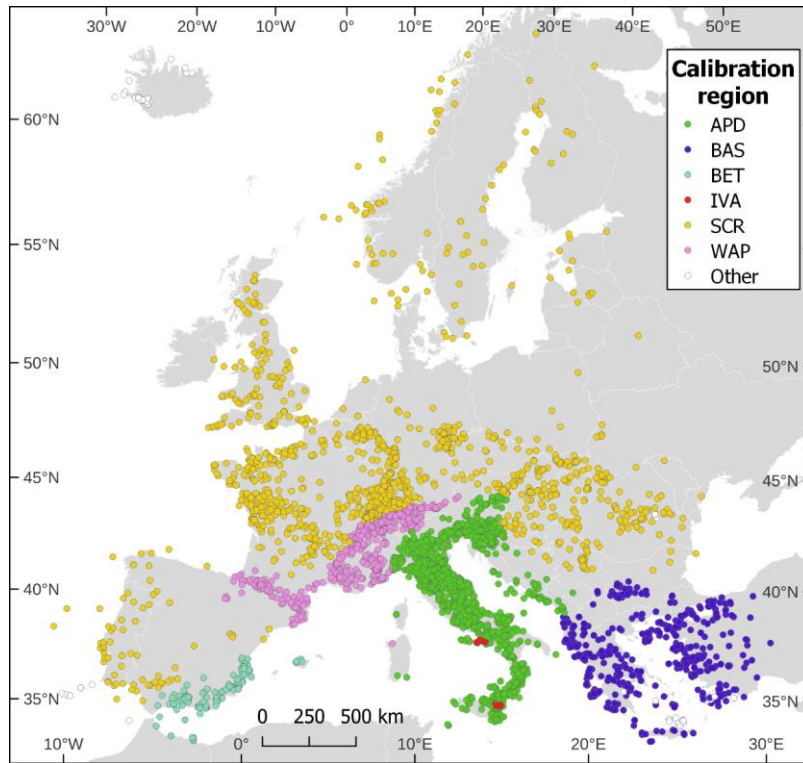 30°W 20°W 10°W 0° 10°E 20°E 30°E 40°E 50°E
Calibration
region
APD
BAS
BET
IVA
SCR
WAP
Other
60°N
55°N
50°N 50°N
45°N 45°N
40°N 40°N
35°N 35°N
0 250 500 km
10°W 0° 10°E 20°E 30°E